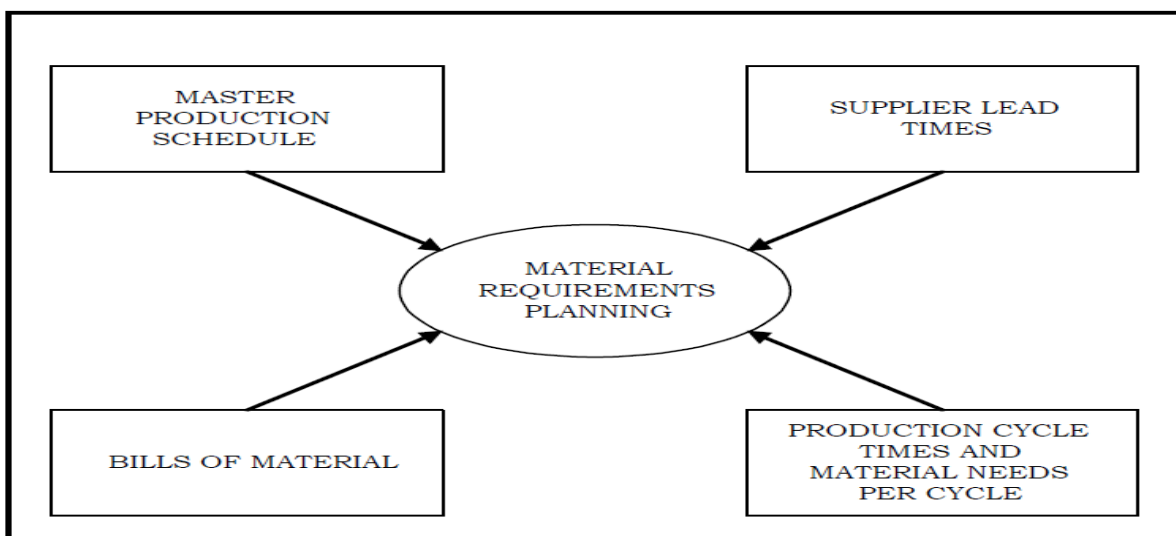 MASTER
PRODUCTION
SCHEDULE
SUPPLIER LEAD
TIMES
MATERIAL
REQUIREMENTS
PLANNING
BILLS OF MATERIAL
PRODUCTION CYCLE
TIMES AND
MATERIAL NEEDS
PER CYCLE